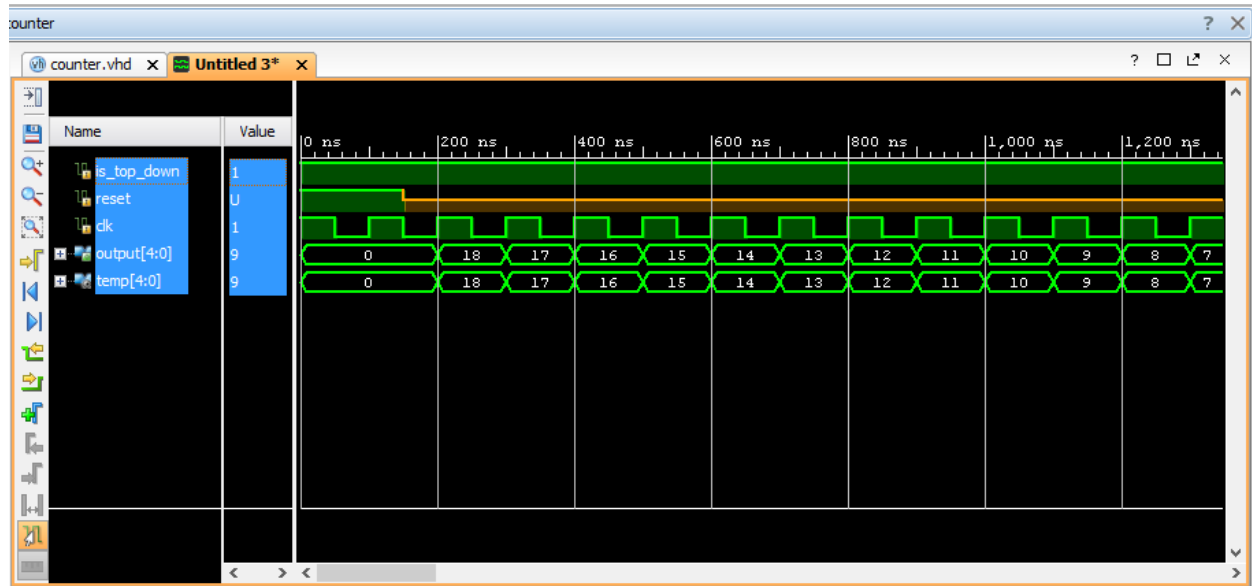 counter
counter.vhd Untitled 3*
Name Value
0 ns 200 ns 400 ns 600 ns 800 ns 1,000 ns 1,200 ns
is_top_down 1
reset U
clk 1
output[4:0] 9 0 18 17 16 15 14 13 12 11 10 9 8 7
temp[4:0] 9 0 18 17 16 15 14 13 12 11 10 9 8 7